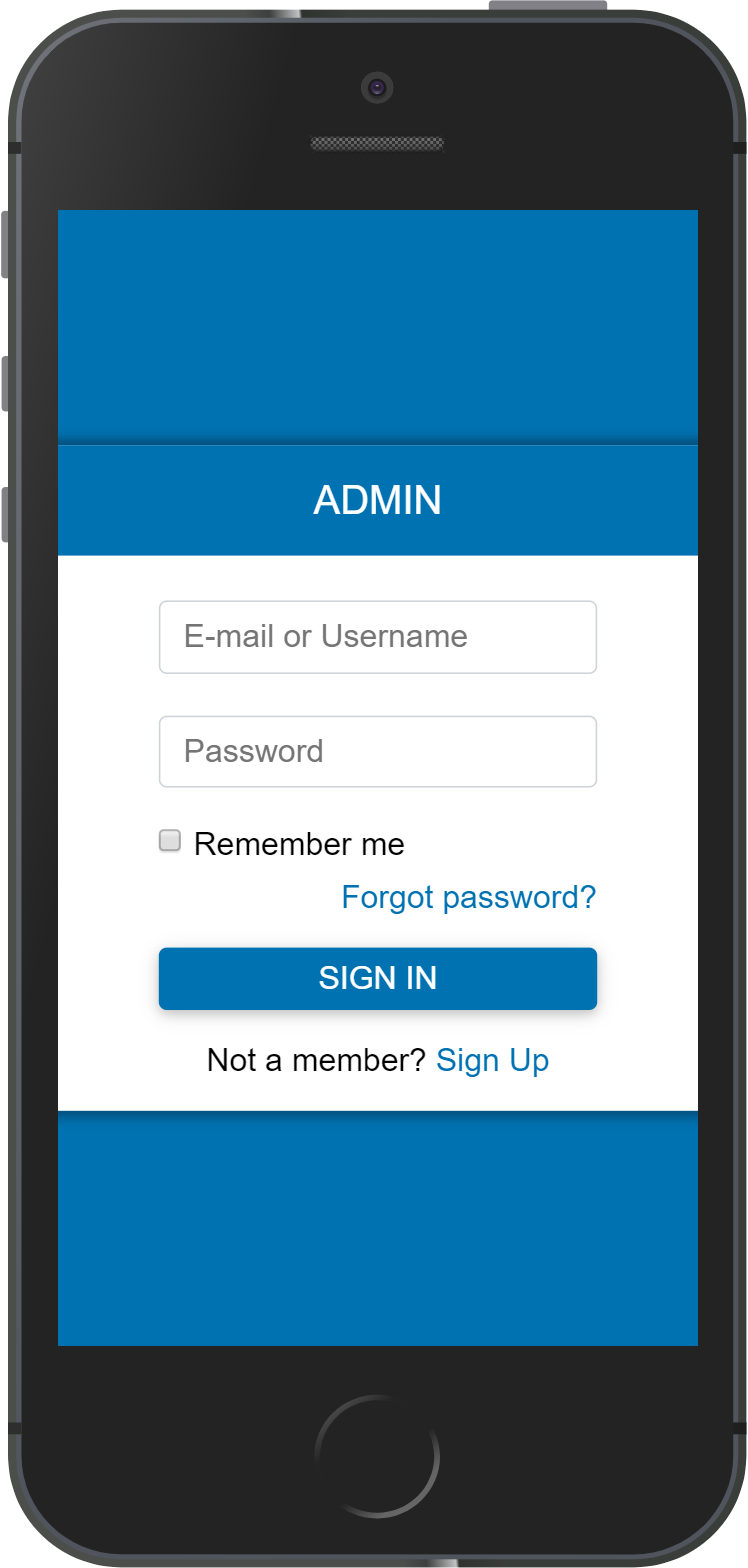 ADMIN
E-mail or Username
Password
Remember me
Forgot password?
SIGN IN
Not a member? Sign Up